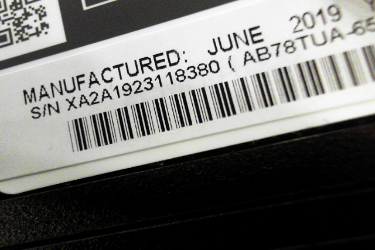 MANUFACTURED: JUNE 2019
S/N XA2A1923118380 ( AB78TUA-65